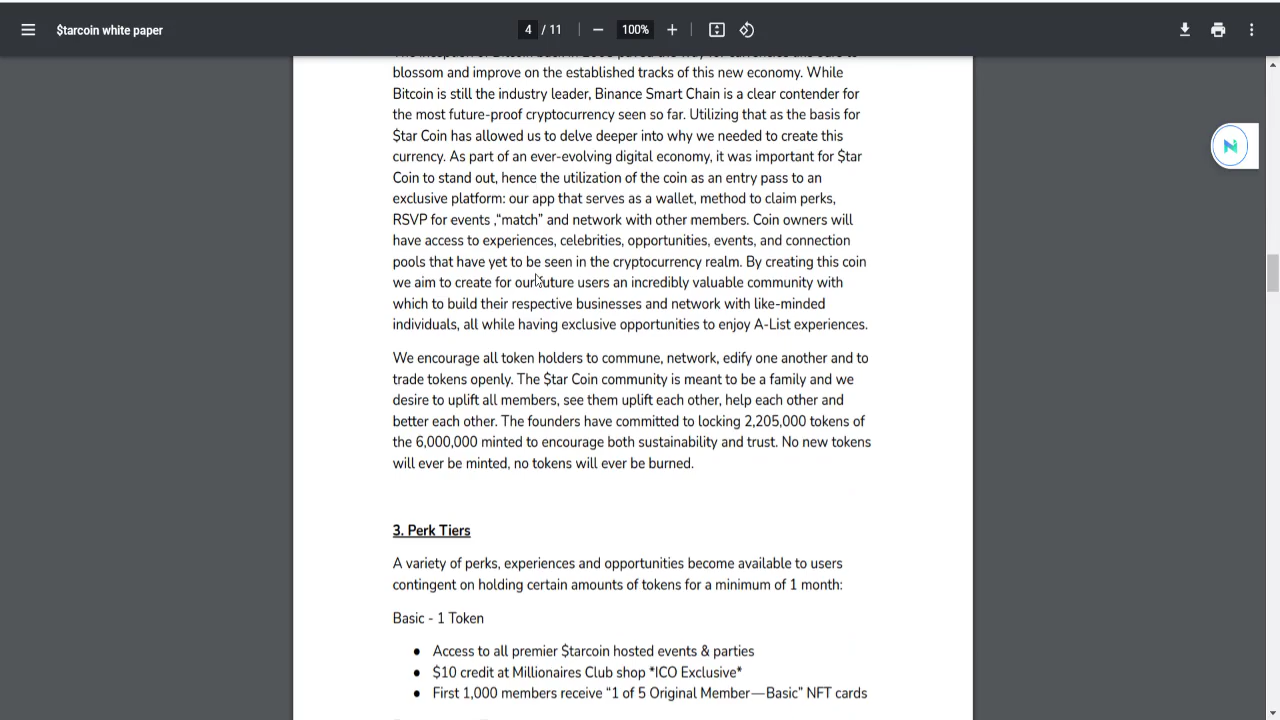 $tarcoin white paper
4 / 11
100%
blossom and improve on the established tracks of this new economy. While
Bitcoin is still the industry leader, Binance Smart Chain is a clear contender for
the most future-proof cryptocurrency seen so far. Utilizing that as the basis for
$tar Coin has allowed us to delve deeper into why we needed to create this
currency. As part of an ever-evolving digital economy, it was important for $tar
Coin to stand out, hence the utilization of the coin as an entry pass to an
exclusive platform: our app that serves as a wallet, method to claim perks,
RSVP for events ,“match” and network with other members. Coin owners will
have access to experiences, celebrities, opportunities, events, and connection
pools that have yet to be seen in the cryptocurrency realm. By creating this coin
we aim to create for our future users an incredibly valuable community with
which to build their respective businesses and network with like-minded
individuals, all while having exclusive opportunities to enjoy A-List experiences.
We encourage all token holders to commune, network, edify one another and to
trade tokens openly. The $tar Coin community is meant to be a family and we
desire to uplift all members, see them uplift each other, help each other and
better each other. The founders have committed to locking 2,205,000 tokens of
the 6,000,000 minted to encourage both sustainability and trust. No new tokens
will ever be minted, no tokens will ever be burned.
3. Perk Tiers
A variety of perks, experiences and opportunities become available to users
contingent on holding certain amounts of tokens for a minimum of 1 month:
Basic - 1 Token
● Access to all premier $tarcoin hosted events & parties
● $10 credit at Millionaires Club shop *ICO Exclusive*
● First 1,000 members receive “1 of 5 Original Member—Basic” NFT cards